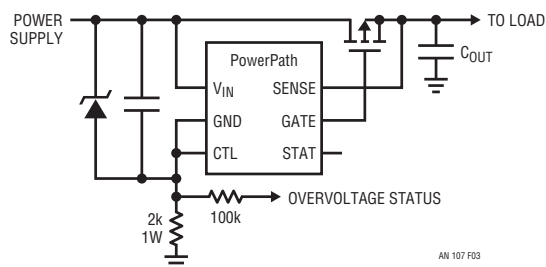 POWER
SUPPLY
TO LOAD
PowerPath
COUT
VIN
SENSE
GND
GATE
CTL
STAT
OVERVOLTAGE STATUS
2k
1W
100k
AN 107 F03